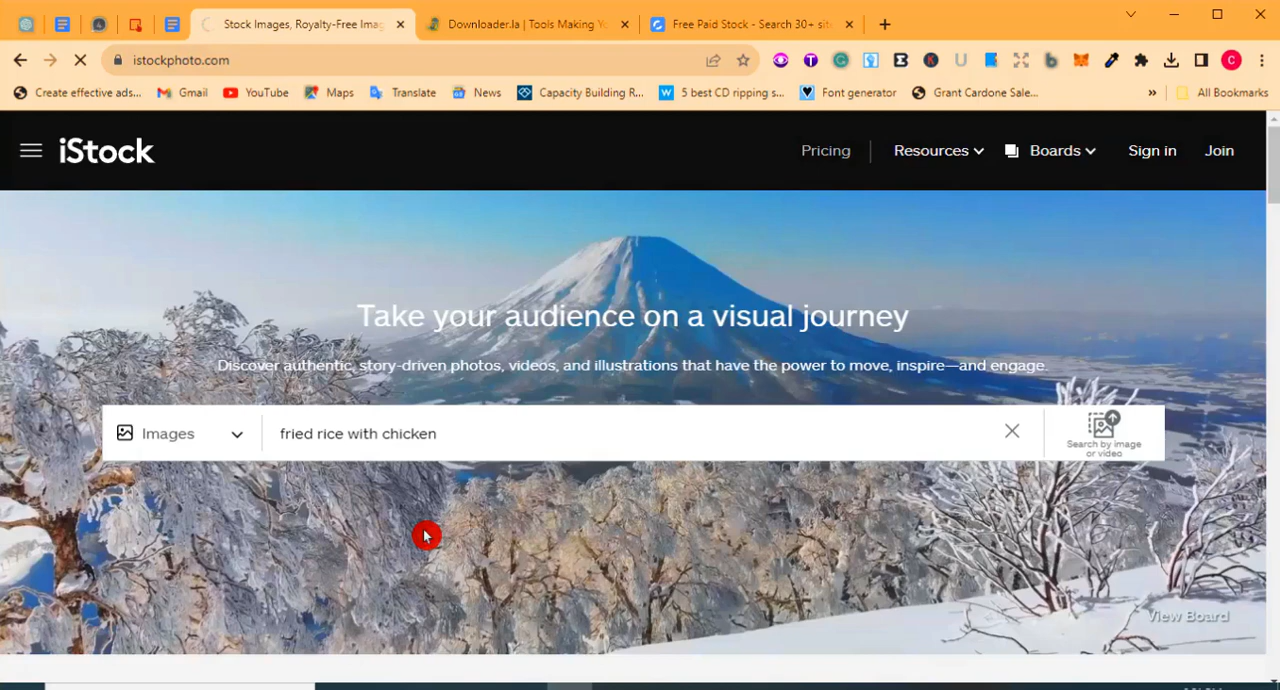 Stock Images, Royalty-Free Imag
Downloader.la | Tools Making Yo
Free Paid Stock - Search 30+ sit
istockphoto.com
Create effective ads...
Gmail
YouTube
Maps
Translate
News
Capacity Building R...
5 best CD ripping s...
Font generator
Grant Cardone Sale...
»
All Bookmarks
iStock
Pricing
Resources
Boards
Sign in
Join
Take your audience on a visual journey
Discover authentic, story-driven photos, videos, and illustrations that have the power to move, inspire—and engage.
Images
fried rice with chicken
Search by image
or video
View Board